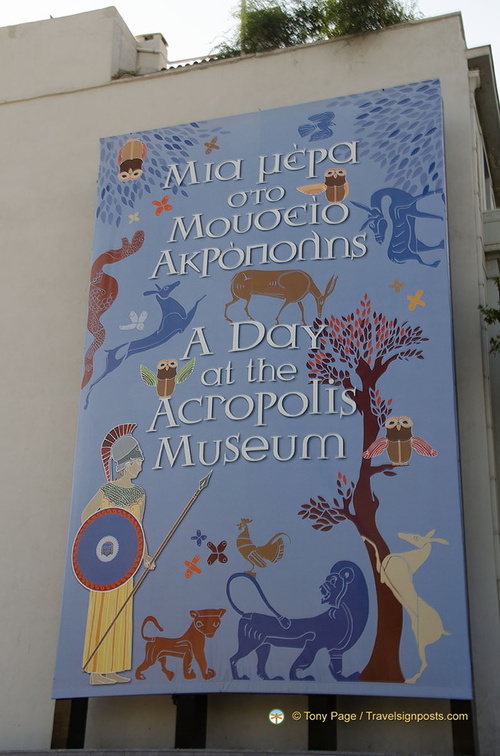 Μια μέρα
στο
Μουσείο
Ακρόπολης
A Day
at the
Acropolis
Museum
© Tony Page / Travelsignposts.com